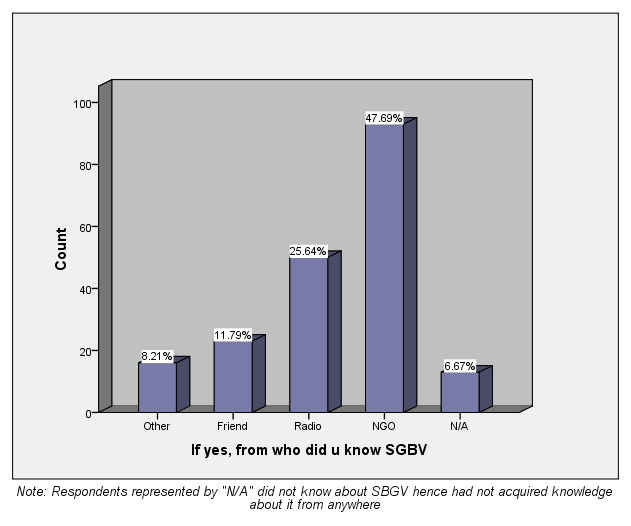 100
80
60
40
20
0
Count
8.21%
11.79%
25.64%
47.69%
6.67%
Other Friend Radio NGO N/A
If yes, from who did u know SGBV
Note: Respondents represented by "N/A" did not know about SBGV hence had not acquired knowledge
about it from anywhere